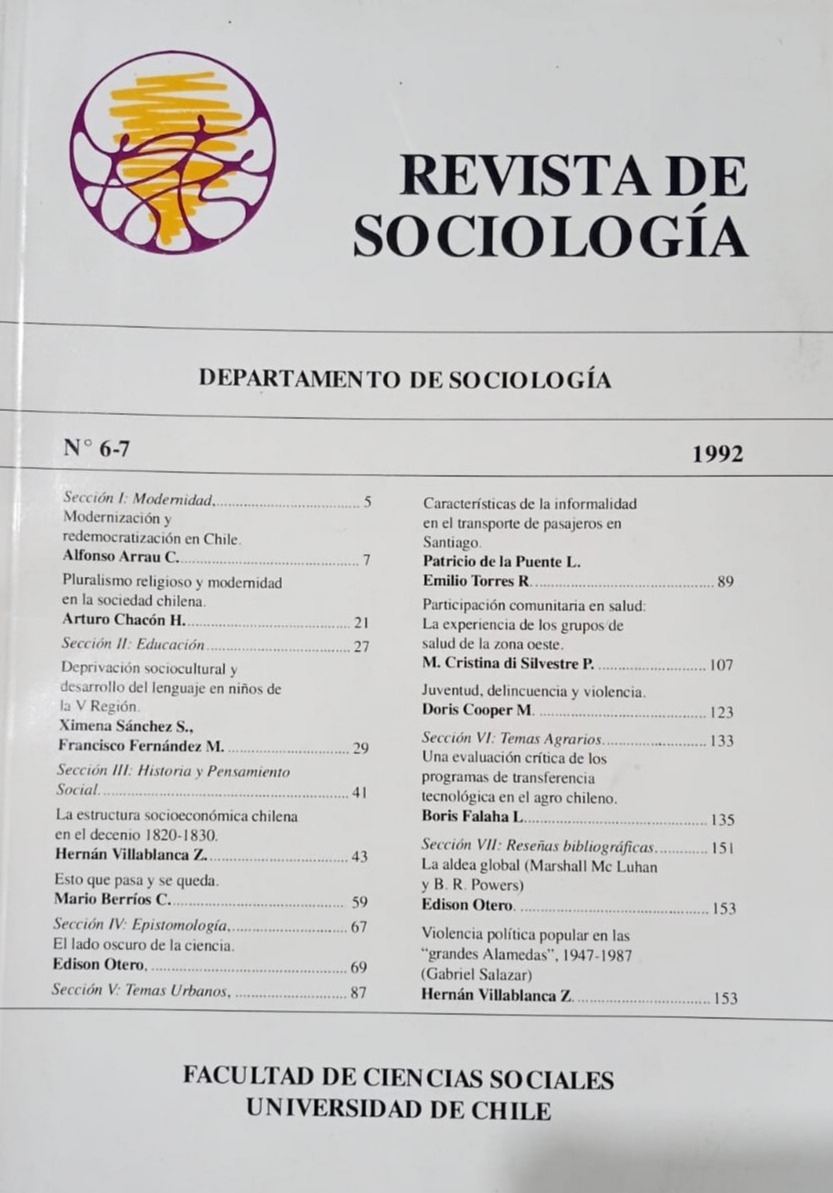 REVISTA DE
SOCIOLOGÍA
DEPARTAMENTO DE SOCIOLOGÍA
N° 6-7
1992
Sección I: Modernidad,........................................ 5
Modernización y
redemocratización en Chile.
Alfonso Arrau C........................................ 7
Pluralismo religioso y modernidad
en la sociedad chilena.
Arturo Chacón H........................................ 21
Sección II: Educación................................... 27
Deprivación sociocultural y
desarrollo del lenguaje en niños de
la V Región.
Ximena Sánchez S.,
Francisco Fernández M. .............................. 29
Sección III: Historia y Pensamiento
Social............................................................. 41
La estructura socioeconómica chilena
en el decenio 1820-1830.
Hernán Villablanca Z................................... 43
Esto que pasa y se queda.
Mario Berríos C........................................... 59
Sección IV: Epistomología,............................ 67
El lado oscuro de la ciencia.
Edison Otero, ................................................ 69
Sección V: Temas Urbanos, ........................... 87
Características de la informalidad
en el transporte de pasajeros en
Santiago.
Patricio de la Puente L.
Emilio Torres R. ............................................ 89
Participación comunitaria en salud:
La experiencia de los grupos de
salud de la zona oeste.
M. Cristina di Silvestre P. .......................... 107
Juventud, delincuencia y violencia.
Doris Cooper M. ......................................... 123
Sección VI: Temas Agrarios.......................... 133
Una evaluación crítica de los
programas de transferencia
tecnológica en el agro chileno.
Boris Falaha L............................................. 135
Sección VII: Reseñas bibliográficas............. 151
La aldea global (Marshall Mc Luhan
y B. R. Powers)
Edison Otero. .............................................. 153
Violencia política popular en las
“grandes Alamedas”, 1947-1987
(Gabriel Salazar)
Hernán Villablanca Z. ................................ 153
FACULTAD DE CIENCIAS SOCIALES
UNIVERSIDAD DE CHILE